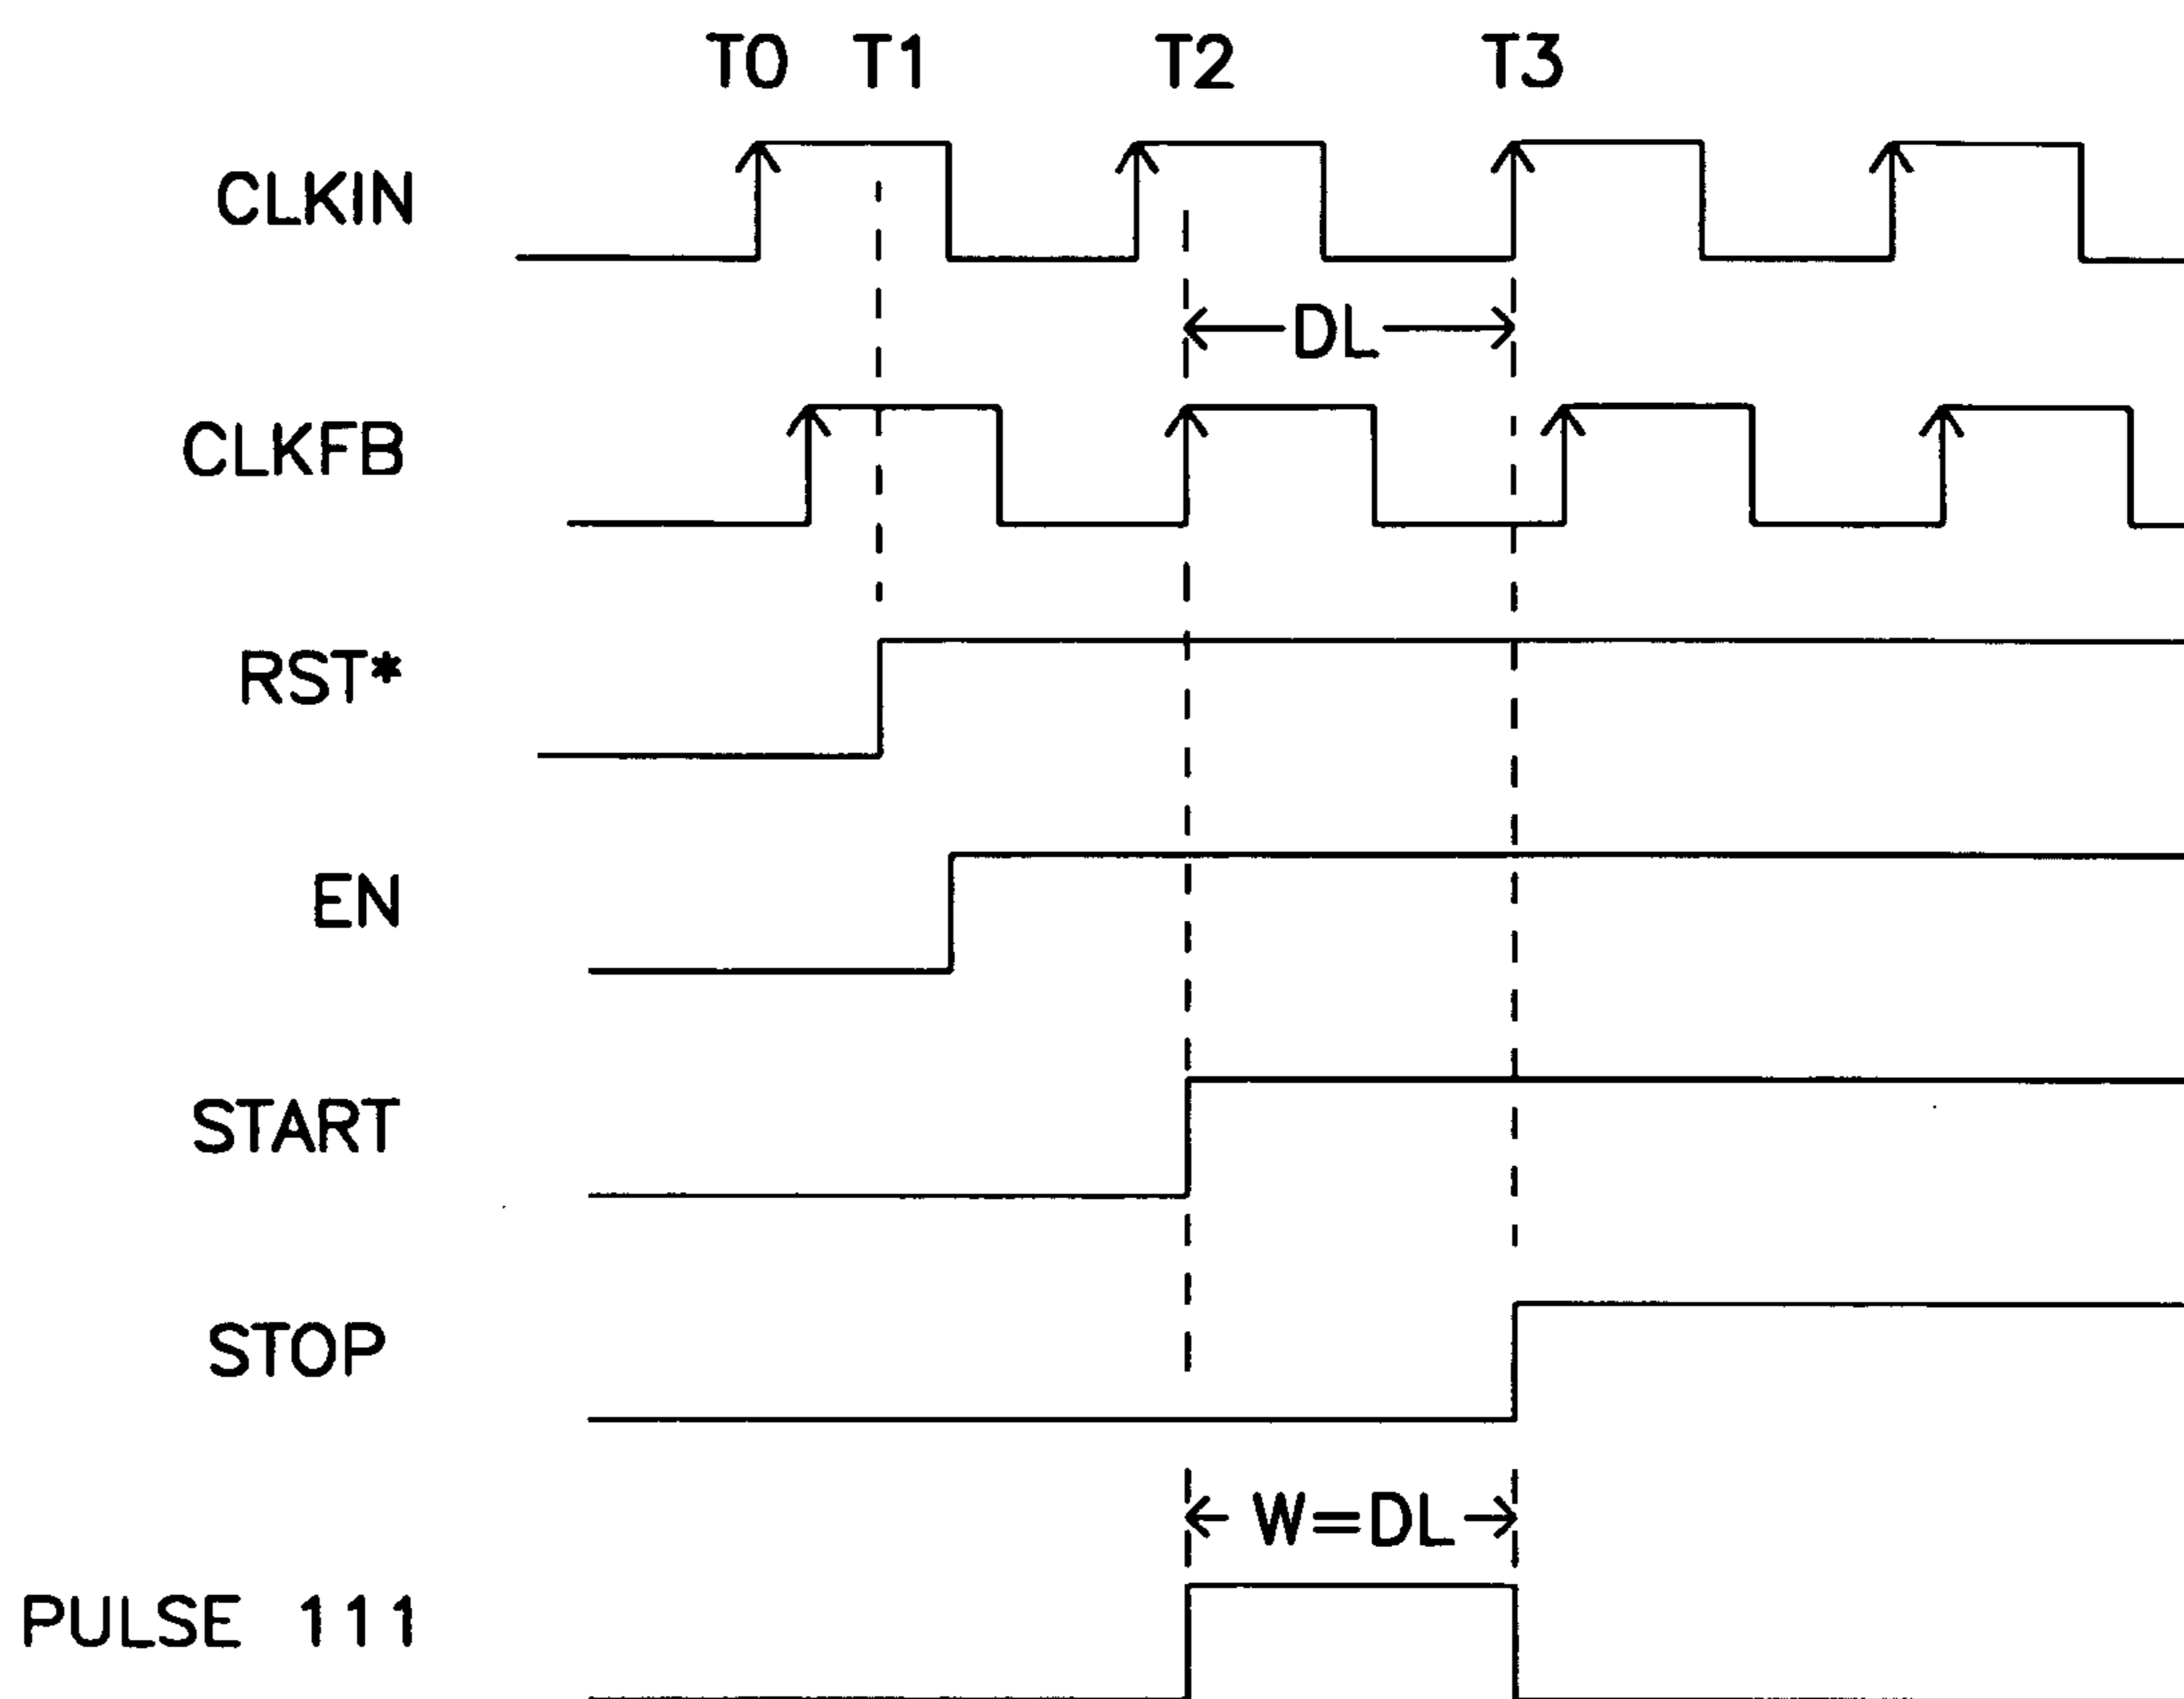 T0 T1 T2 T3
CLKIN
DL
CLKFB
RST*
EN
START
STOP
W=DL
PULSE 111